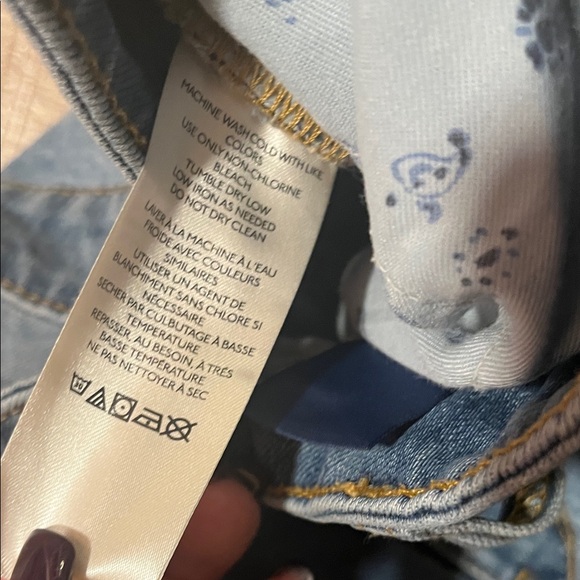 MACHINE WASH COLD WITH LIKE
COLORS
USE ONLY NON-CHLORINE
BLEACH
TUMBLE DRY LOW
LOW IRON AS NEEDED
DO NOT DRY CLEAN
LAVER À LA MACHINE À L'EAU
FROIDE AVEC COULEURS
SIMILAIRES
UTILISER UN AGENT DE
BLANCHIMENT SANS CHLORE SI
NÉCESSAIRE
SÉCHER PAR CULBUTAGE À BASSE
TEMPÉRATURE
REPASSER, AU BESOIN, À TRÈS
BASSE TEMPÉRATURE
NE PAS NETTOYER À SEC
30